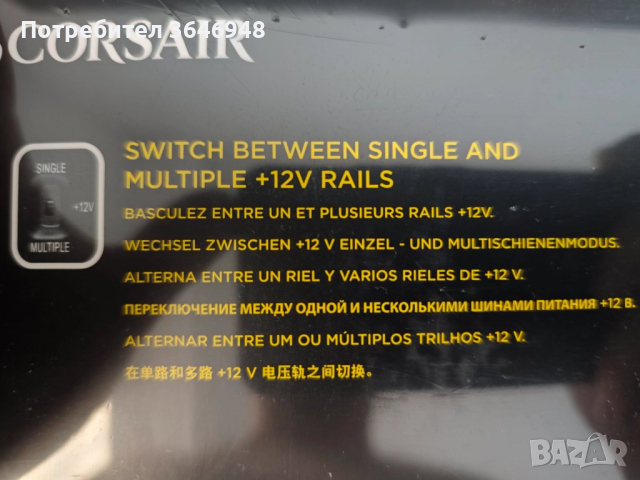 Потребител 3646948
CORSAIR
SINGLE
+12V
MULTIPLE
SWITCH BETWEEN SINGLE AND
MULTIPLE +12V RAILS
BASCULEZ ENTRE UN ET PLUSIEURS RAILS +12V.
WECHSEL ZWISCHEN +12 V EINZEL - UND MULTISCHIENENMODUS.
ALTERNA ENTRE UN RIEL Y VARIOS RIELES DE +12 V.
ПЕРЕКЛЮЧЕНИЕ МЕЖДУ ОДНОЙ И НЕСКОЛЬКИМИ ШИНАМИ ПИТАНИЯ +12 В.
ALTERNAR ENTRE UM OU MÚLTIPLOS TRILHOS +12 V.
在单路和多路 +12 V 电压轨之间切换。
BAZAR